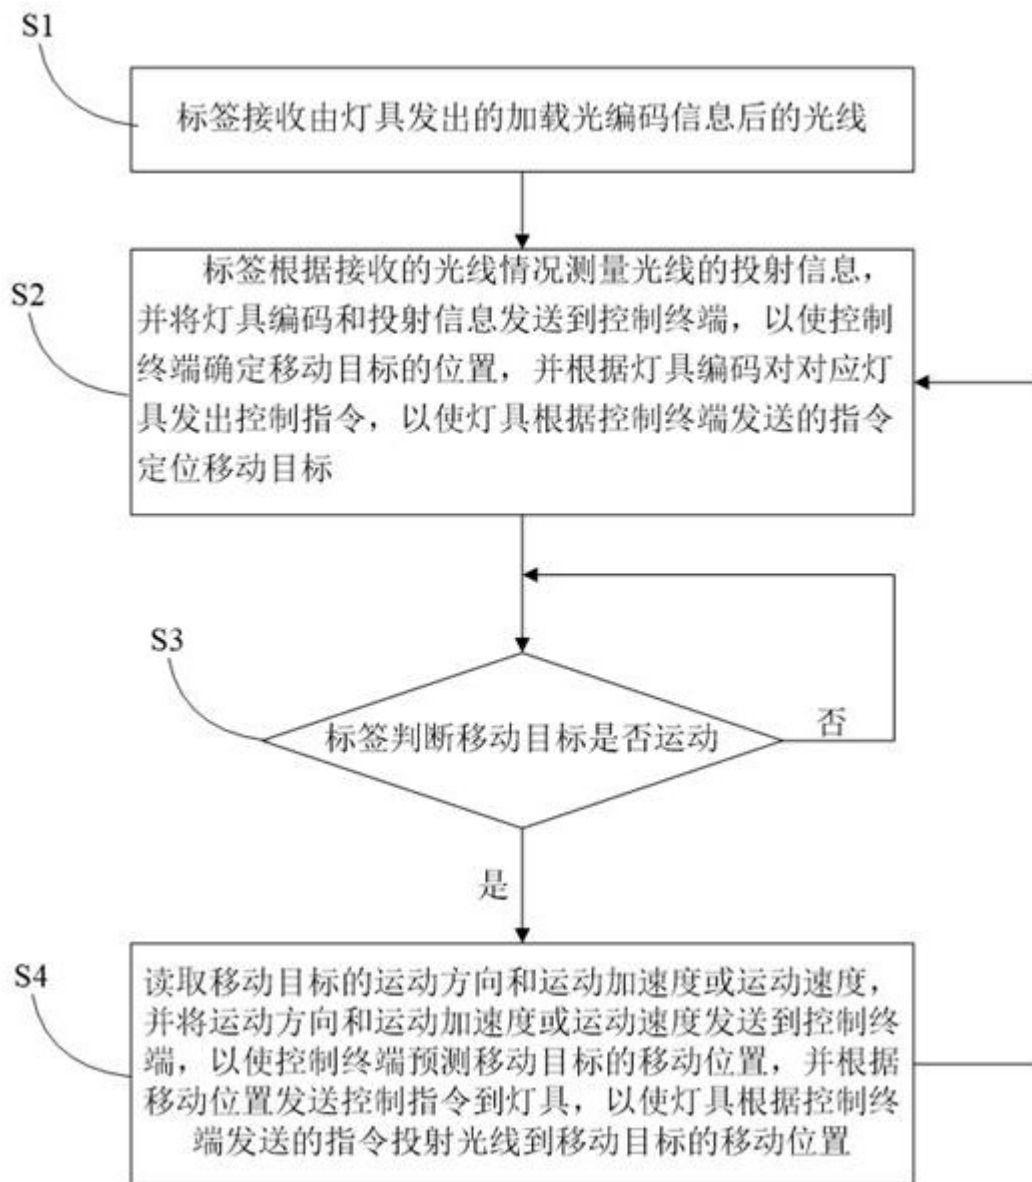 S1
标签接收由灯具发出的加载光编码信息后的光线
S2
标签根据接收的光线情况测量光线的投射信息，
并将灯具编码和投射信息发送到控制终端，以使控制
终端确定移动目标的位置，并根据灯具编码对对应灯
具发出控制指令，以使灯具根据控制终端发送的指令
定位移动目标
S3
标签判断移动目标是否运动
否
是
S4
读取移动目标的运动方向和运动加速度或运动速度，
并将运动方向和运动加速度或运动速度发送到控制终
端，以使控制终端预测移动目标的移动位置，并根据
移动位置发送控制指令到灯具，以使灯具根据控制终
端发送的指令投射光线到移动目标的移动位置